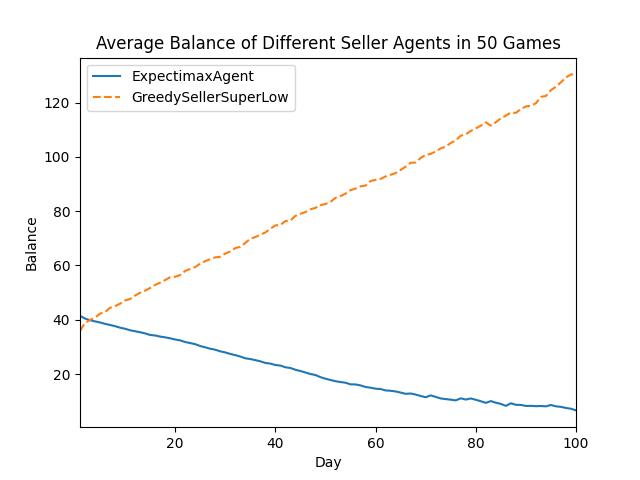 Average Balance of Different Seller Agents in 50 Games
ExpectimaxAgent
GreedySellerSuperLow
120
100
80
60
40
20
Balance
20 40 60 80 100
Day